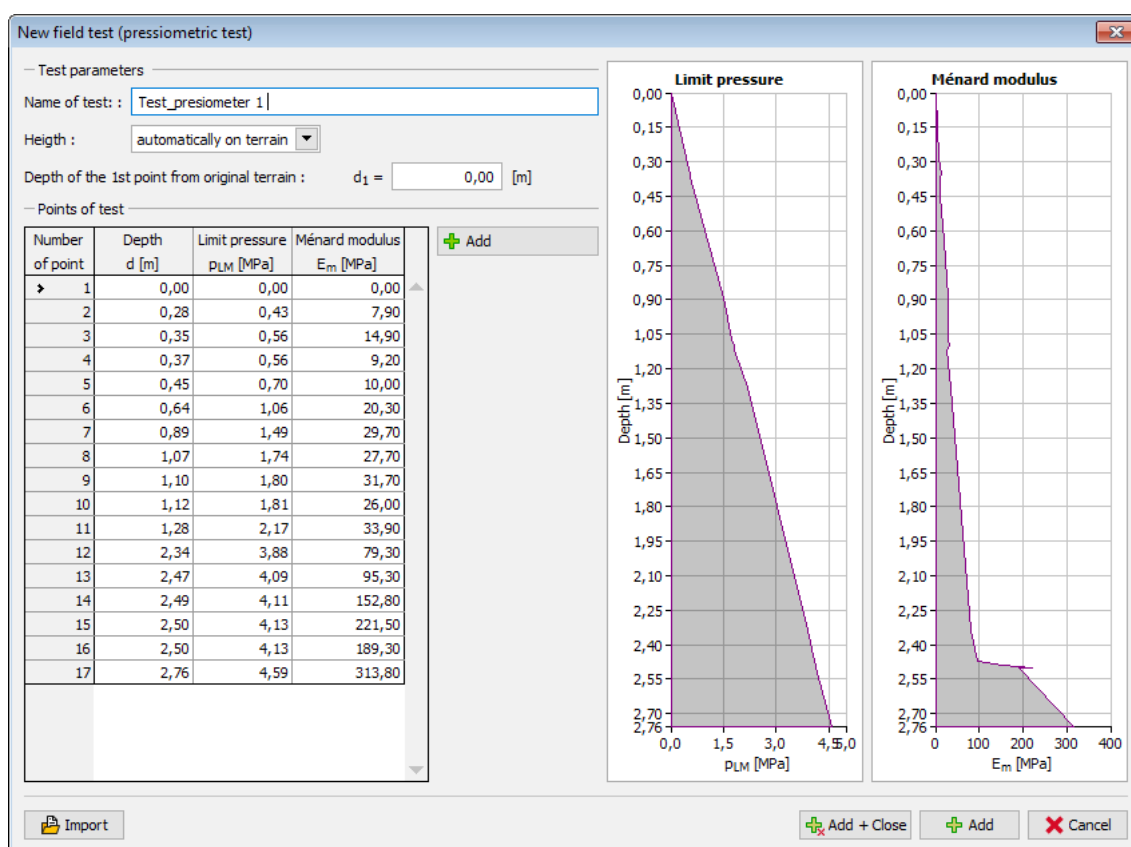 New field test (pressiometric test)
Test parameters
Name of test: : Test_presiometer 1
Heigth : automatically on terrain
Depth of the 1st point from original terrain : d1 = 0,00 [m]
Points of test
Number Depth Limit pressure Ménard modulus
of point d [m] pLM [MPa] Em [MPa]
1 0,00 0,00 0,00
2 0,28 0,43 7,90
3 0,35 0,56 14,90
4 0,37 0,56 9,20
5 0,45 0,70 10,00
6 0,64 1,06 20,30
7 0,89 1,49 29,70
8 1,07 1,74 27,70
9 1,10 1,80 31,70
10 1,12 1,81 26,00
11 1,28 2,17 33,90
12 2,34 3,88 79,30
13 2,47 4,09 95,30
14 2,49 4,11 152,80
15 2,50 4,13 221,50
16 2,50 4,13 189,30
17 2,76 4,59 313,80
Add
Limit pressure
0,00
0,15
0,30
0,45
0,60
0,75
0,90
1,05
1,20
1,35
1,50
1,65
1,80
1,95
2,10
2,25
2,40
2,55
2,70
2,76
Depth [m]
0,0 1,5 3,0 4,5 5,0
pLM [MPa]
Ménard modulus
0,00
0,15
0,30
0,45
0,60
0,75
0,90
1,05
1,20
1,35
1,50
1,65
1,80
1,95
2,10
2,25
2,40
2,55
2,70
2,76
Depth [m]
0 100 200 300 400
Em [MPa]
Import Add + Close Add Cancel